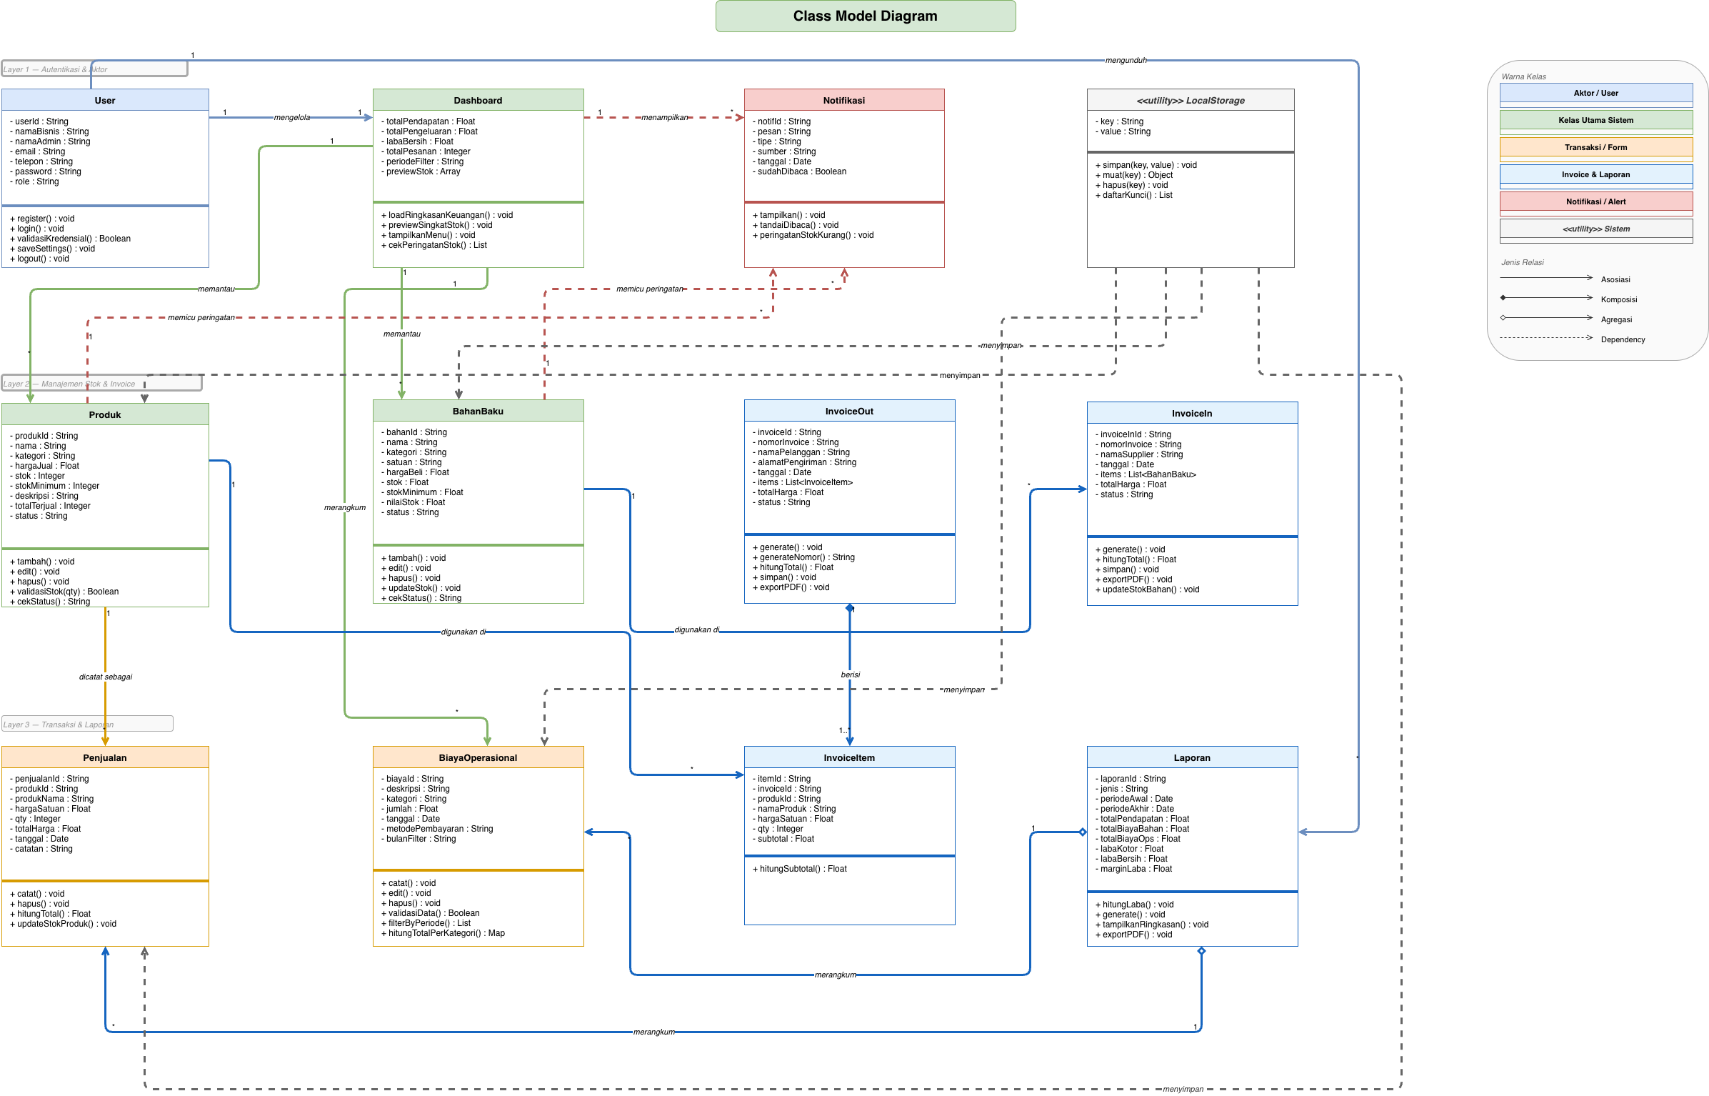 Class Model Diagram
Layer 1 — Autentikasi & Aktor
1
mengunduh
User
- userId : String
- namaBisnis : String
- namaAdmin : String
- email : String
- telepon : String
- password : String
- role : String
+ register() : void
+ login() : void
+ validasiKredensial() : Boolean
+ saveSettings() : void
+ logout() : void
1
mengelola
1
1
Dashboard
- totalPendapatan : Float
- totalPengeluaran : Float
- labaBersih : Float
- totalPesanan : Integer
- periodeFilter : String
- previewStok : Array
+ loadRingkasanKeuangan() : void
+ previewSingkatStok() : void
+ tampilkanMenu() : void
+ cekPeringatanStok() : List
1
menampilkan
*
Notifikasi
- notifId : String
- pesan : String
- tipe : String
- sumber : String
- tanggal : Date
- sudahDibaca : Boolean
+ tampilkan() : void
+ tandaiDibaca() : void
+ peringatanStokKurang() : void
<<utility>> LocalStorage
- key : String
- value : String
+ simpan(key, value) : void
+ muat(key) : Object
+ hapus(key) : void
+ daftarKunci() : List
Warna Kelas
Aktor / User
Kelas Utama Sistem
Transaksi / Form
Invoice & Laporan
Notifikasi / Alert
<<utility>> Sistem
Jenis Relasi
Asosiasi
Komposisi
Agregasi
Dependency
1
1
memantau
memicu peringatan
*
memicu peringatan
*
1
memantau
menyimpan
*
1
menyimpan
*
Layer 2 — Manajemen Stok & Invoice
Produk
- produkId : String
- nama : String
- kategori : String
- hargaJual : Float
- stok : Integer
- stokMinimum : Integer
- deskripsi : String
- totalTerjual : Integer
- status : String
+ tambah() : void
+ edit() : void
+ hapus() : void
+ validasiStok(qty) : Boolean
+ cekStatus() : String
1
merangkum
BahanBaku
- bahanId : String
- nama : String
- kategori : String
- satuan : String
- hargaBeli : Float
- stok : Float
- stokMinimum : Float
- nilaiStok : Float
- status : String
+ tambah() : void
+ edit() : void
+ hapus() : void
+ updateStok() : void
+ cekStatus() : String
1
InvoiceOut
- invoiceId : String
- nomorInvoice : String
- namaPelanggan : String
- alamatPengiriman : String
- tanggal : Date
- items : List<InvoiceItem>
- totalHarga : Float
- status : String
+ generate() : void
+ generateNomor() : String
+ hitungTotal() : Float
+ simpan() : void
+ exportPDF() : void
*
InvoiceIn
- invoiceInId : String
- nomorInvoice : String
- namaSupplier : String
- tanggal : Date
- items : List<BahanBaku>
- totalHarga : Float
- status : String
+ generate() : void
+ hitungTotal() : Float
+ simpan() : void
+ exportPDF() : void
+ updateStokBahan() : void
1
1
digunakan di
digunakan di
dicatat sebagai
berisi
menyimpan
*
1..*
Layer 3 — Transaksi & Laporan
*
*
*
Penjualan
- penjualanId : String
- produkId : String
- produkNama : String
- hargaSatuan : Float
- qty : Integer
- totalHarga : Float
- tanggal : Date
- catatan : String
+ catat() : void
+ hapus() : void
+ hitungTotal() : Float
+ updateStokProduk() : void
BiayaOperasional
- biayaId : String
- deskripsi : String
- kategori : String
- jumlah : Float
- tanggal : Date
- metodePembayaran : String
- bulanFilter : String
+ catat() : void
+ edit() : void
+ hapus() : void
+ validasiData() : Boolean
+ filterByPeriode() : List
+ hitungTotalPerKategori() : Map
InvoiceItem
- itemId : String
- invoiceId : String
- produkId : String
- namaProduk : String
- hargaSatuan : Float
- qty : Integer
- subtotal : Float
+ hitungSubtotal() : Float
1
Laporan
- laporanId : String
- jenis : String
- periodeAwal : Date
- periodeAkhir : Date
- totalPendapatan : Float
- totalBiayaBahan : Float
- totalBiayaOps : Float
- labaKotor : Float
- labaBersih : Float
- marginLaba : Float
+ hitungLaba() : void
+ generate() : void
+ tampilkanRingkasan() : void
+ exportPDF() : void
merangkum
*
merangkum
1
menyimpan